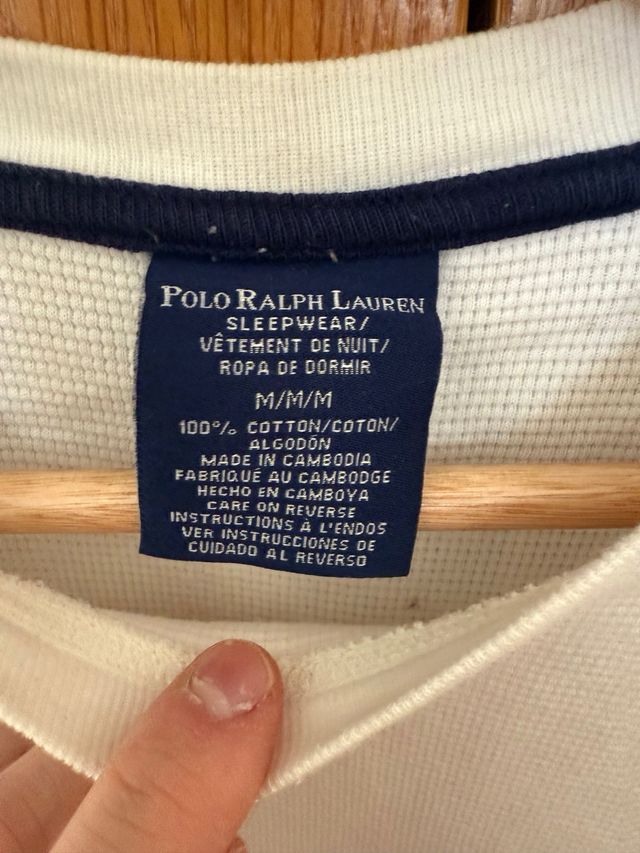 POLO RALPH LAUREN
SLEEPWEAR/
VÊTEMENT DE NUIT/
ROPA DE DORMIR
M/M/M
100% COTTON/COTON/
ALGODÓN
MADE IN CAMBODIA
FABRIQUÉ AU CAMBODGE
HECHO EN CAMBOYA
CARE ON REVERSE
INSTRUCTIONS À L'ENDOS
VER INSTRUCCIONES DE
CUIDADO AL REVERSO